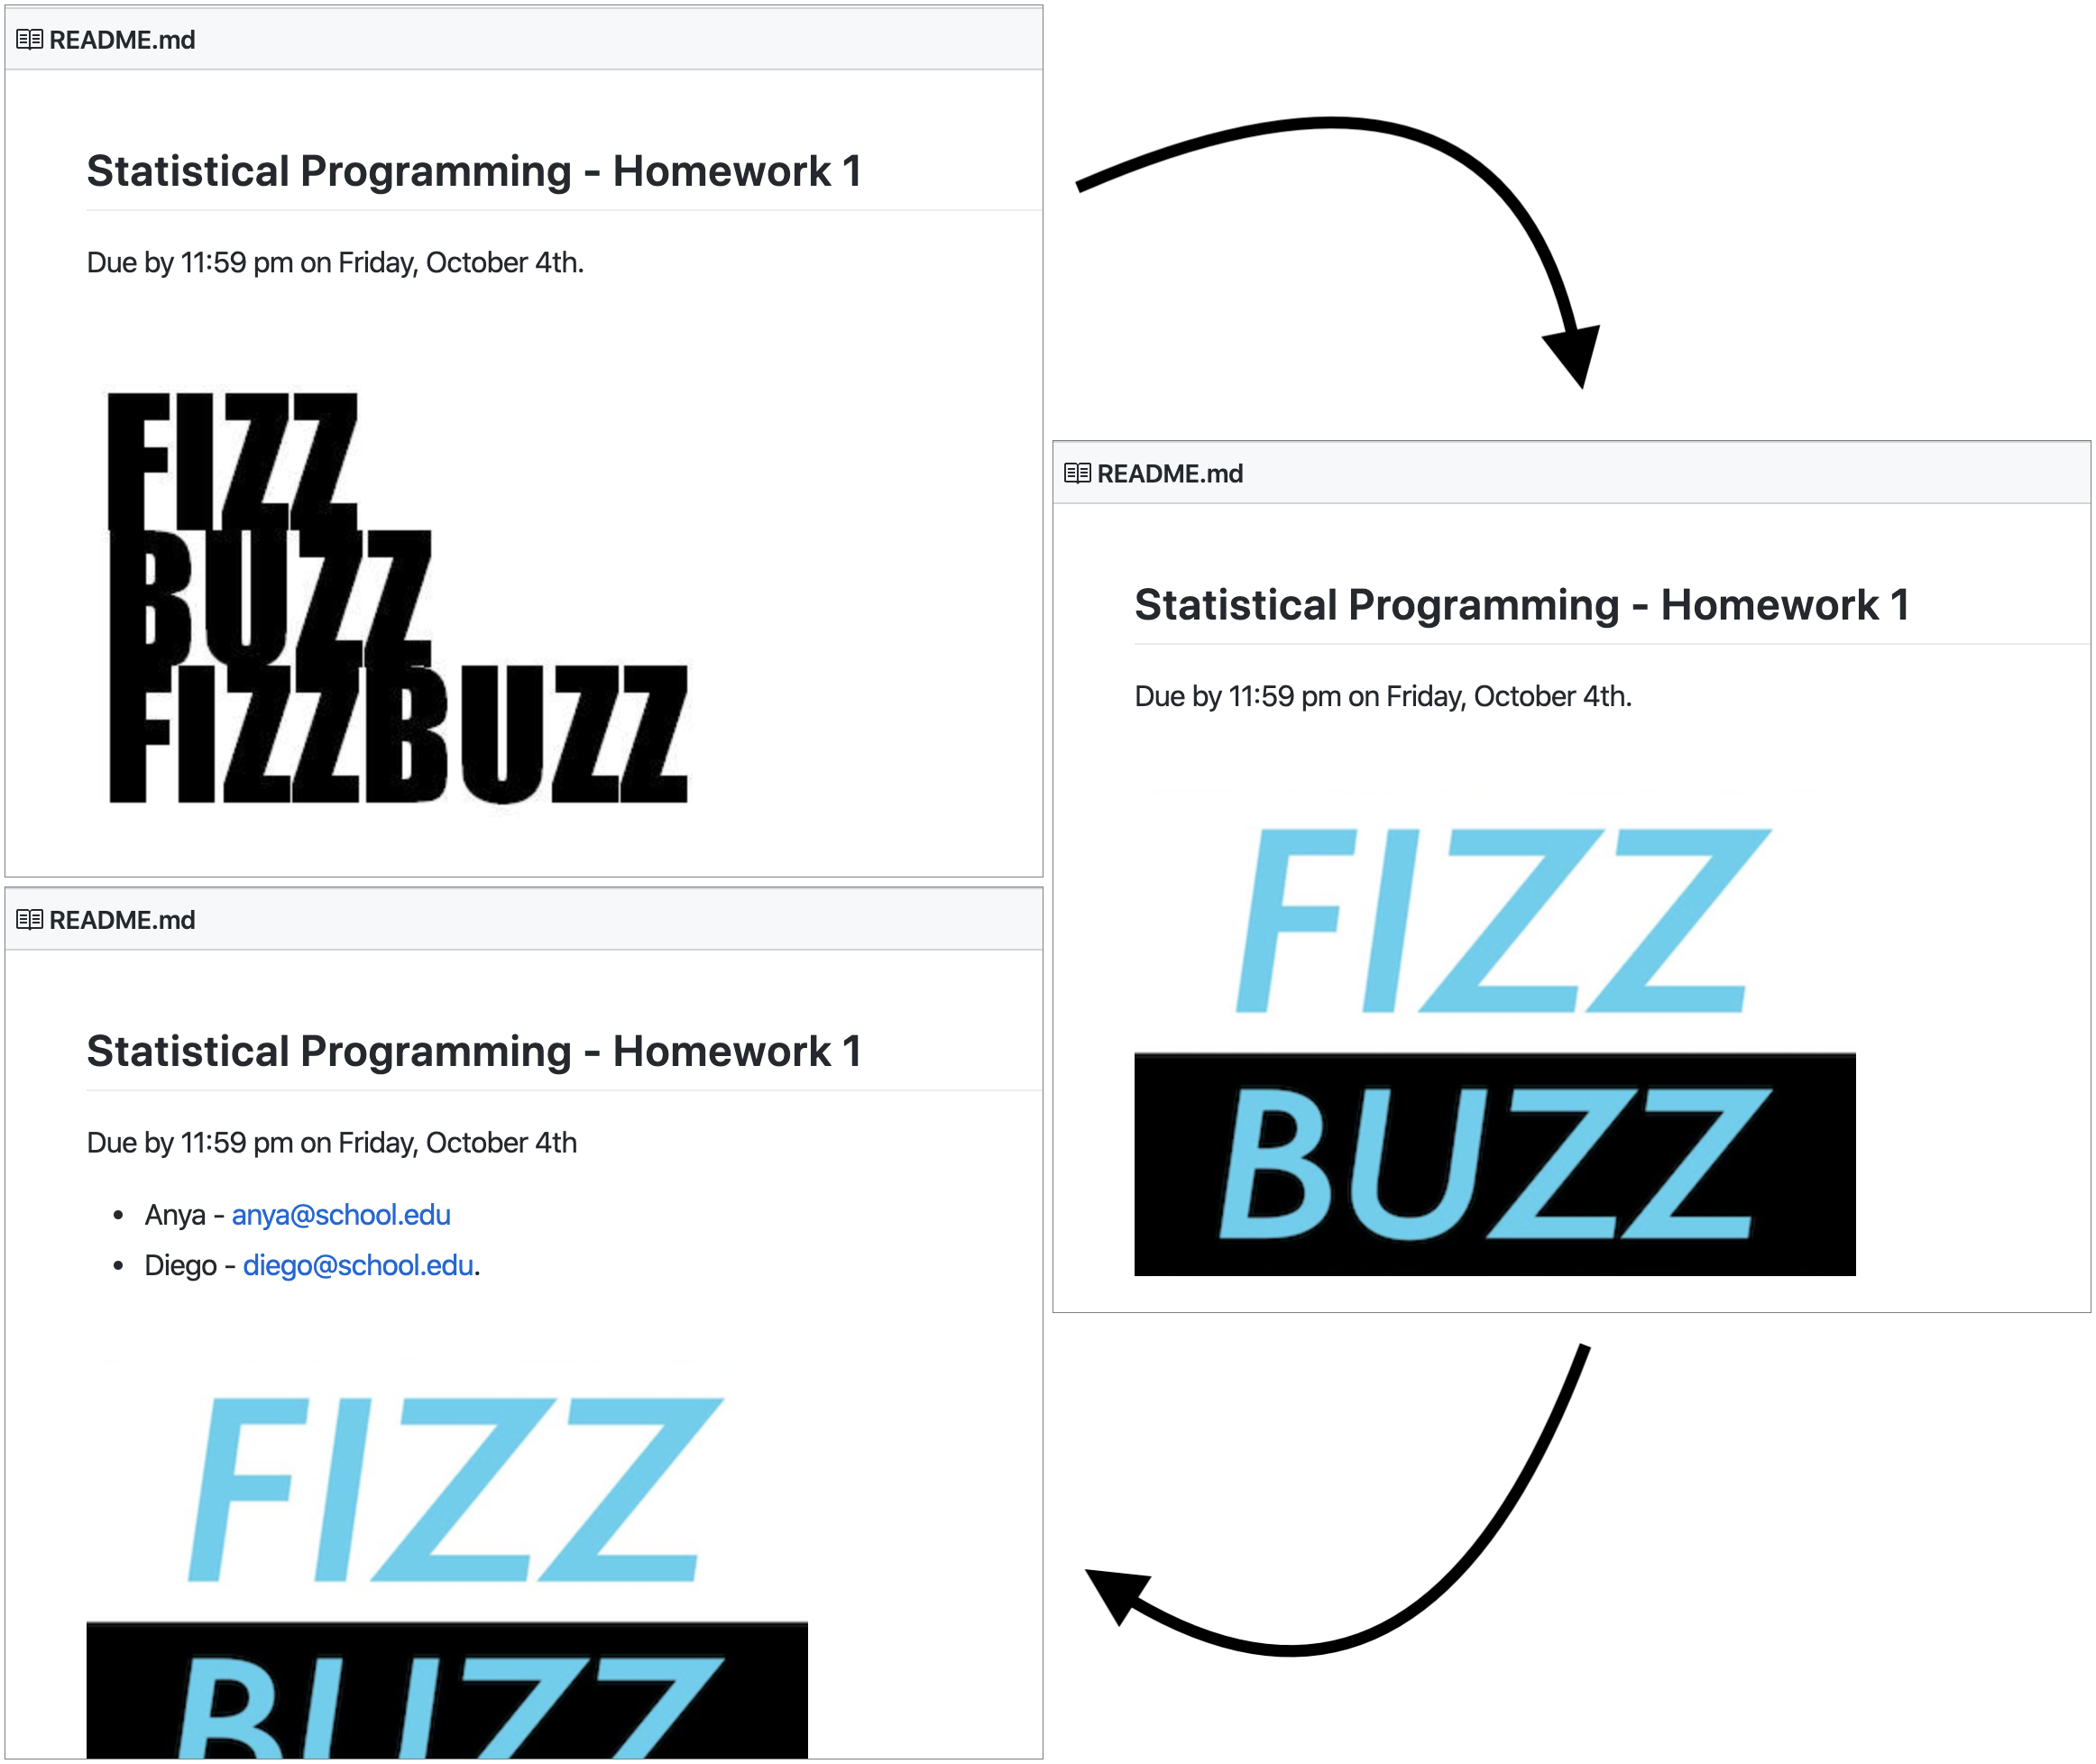 README.md
Statistical Programming - Homework 1
Due by 11:59 pm on Friday, October 4th.
FIZZ
BUZZ
FIZZBUZZ
README.md
Statistical Programming - Homework 1
Due by 11:59 pm on Friday, October 4th.
FIZZ
BUZZ
README.md
Statistical Programming - Homework 1
Due by 11:59 pm on Friday, October 4th
Anya - anya@school.edu
Diego - diego@school.edu.
FIZZ
BUZZ